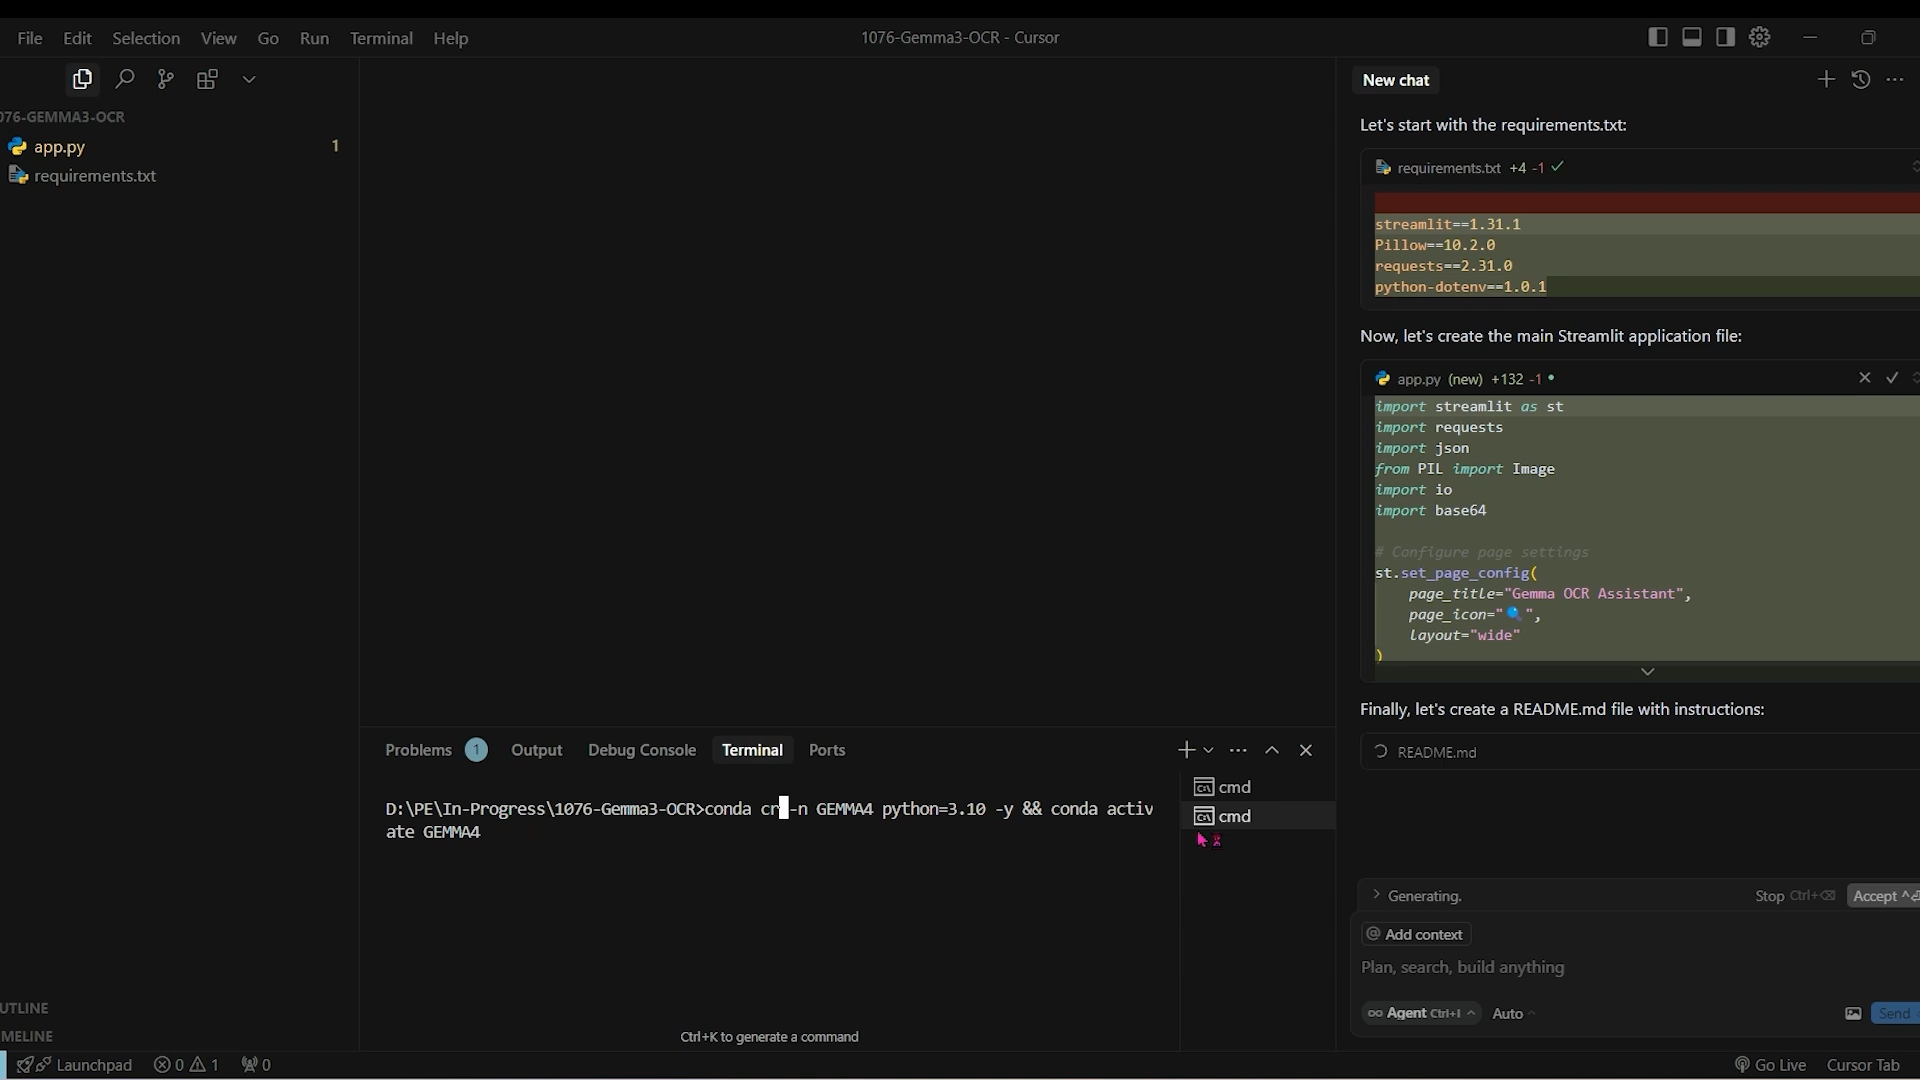 File Edit Selection View Go Run Terminal Help
1076-Gemma3-OCR - Cursor
076-GEMMA3-OCR
app.py 1
requirements.txt
UTLINE
MELINE
Problems 1 Output Debug Console Terminal Ports
D:\PE\In-Progress\1076-Gemma3-OCR>conda cr -n GEMMA4 python=3.10 -y && conda activ
ate GEMMA4
cmd
cmd
Ctrl+K to generate a command
New chat
Let's start with the requirements.txt:
requirements.txt +4 -1
streamlit==1.31.1
Pillow==10.2.0
requests==2.31.0
python-dotenv==1.0.1
Now, let's create the main Streamlit application file:
app.py (new) +132 -1
import streamlit as st
import requests
import json
from PIL import Image
import io
import base64
# Configure page settings
st.set_page_config(
page_title="Gemma OCR Assistant",
page_icon="🔍",
layout="wide"
)
Finally, let's create a README.md file with instructions:
README.md
Generating. Stop Ctrl+⌫ Accept
@ Add context
Plan, search, build anything
∞ Agent Ctrl+I Auto Send
Launchpad 0 1 0 Go Live Cursor Tab